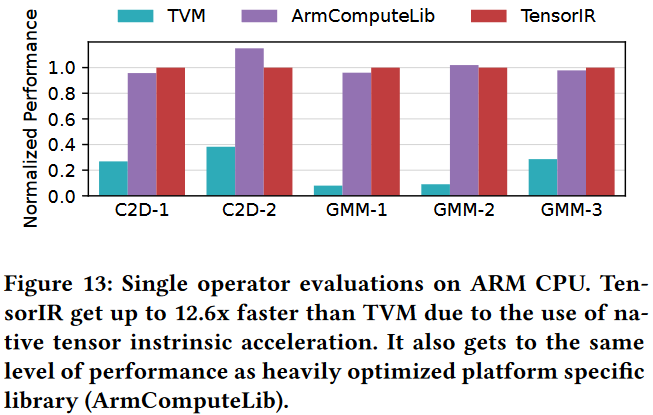 TVM ArmComputeLib TensorIR
Normalized Performance
1.0
0.8
0.6
0.4
0.2
0.0
C2D-1 C2D-2 GMM-1 GMM-2 GMM-3
Figure 13: Single operator evaluations on ARM CPU. Ten-
sorIR get up to 12.6x faster than TVM due to the use of na-
tive tensor instrinsic acceleration. It also gets to the same
level of performance as heavily optimized platform specific
library (ArmComputeLib).